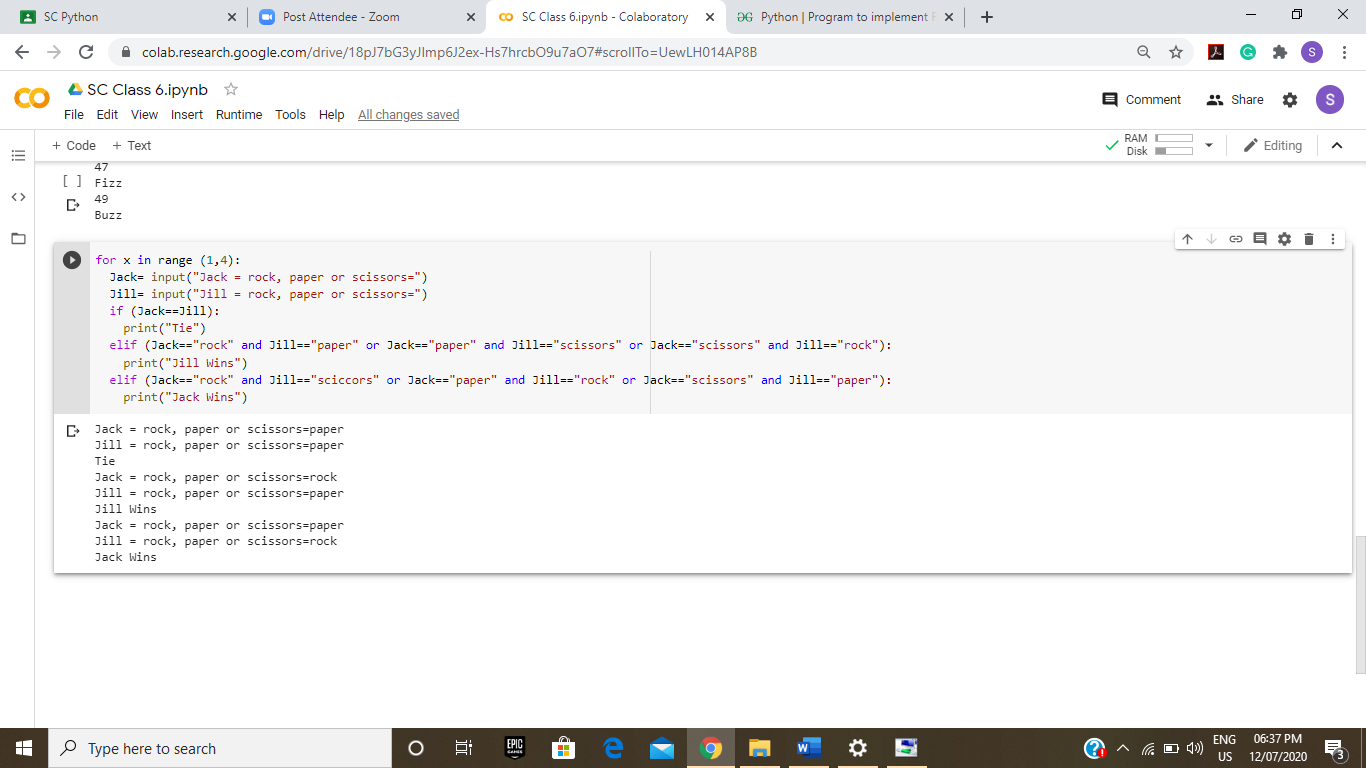 SC Python
Post Attendee - Zoom
SC Class 6.ipynb - Colaboratory
Python | Program to implement
colab.research.google.com/drive/18pJ7bG3yJImp6J2ex-Hs7hrcbO9u7aO7#scrollTo=UewLH014AP8B
S
SC Class 6.ipynb
Comment
Share
S
File Edit View Insert Runtime Tools Help All changes saved
+ Code + Text
RAM
Disk
Editing
47
[ ] Fizz
49
Buzz
for x in range (1,4):
  Jack= input("Jack = rock, paper or scissors=")
  Jill= input("Jill = rock, paper or scissors=")
  if (Jack==Jill):
    print("Tie")
  elif (Jack=="rock" and Jill=="paper" or Jack=="paper" and Jill=="scissors" or Jack=="scissors" and Jill=="rock"):
    print("Jill Wins")
  elif (Jack=="rock" and Jill=="sciccors" or Jack=="paper" and Jill=="rock" or Jack=="scissors" and Jill=="paper"):
    print("Jack Wins")
Jack = rock, paper or scissors=paper
Jill = rock, paper or scissors=paper
Tie
Jack = rock, paper or scissors=rock
Jill = rock, paper or scissors=paper
Jill Wins
Jack = rock, paper or scissors=paper
Jill = rock, paper or scissors=rock
Jack Wins
Type here to search
EPIC
GAMES
ENG
US
06:37 PM
12/07/2020
3